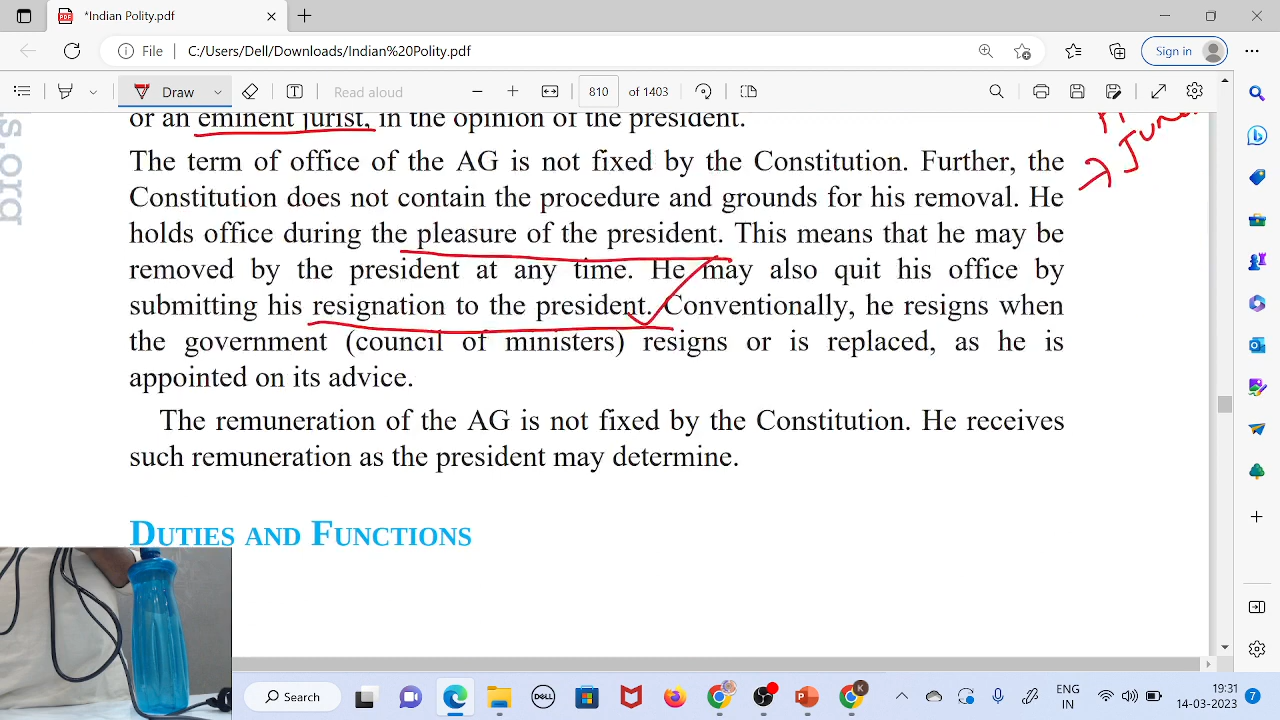 *Indian Polity.pdf
File C:/Users/Dell/Downloads/Indian%20Polity.pdf Sign in
Draw Read aloud 810 of 1403
or an eminent jurist, in the opinion of the president.
The term of office of the AG is not fixed by the Constitution. Further, the
Constitution does not contain the procedure and grounds for his removal. He
holds office during the pleasure of the president. This means that he may be
removed by the president at any time. He may also quit his office by
submitting his resignation to the president. Conventionally, he resigns when
the government (council of ministers) resigns or is replaced, as he is
appointed on its advice.
The remuneration of the AG is not fixed by the Constitution. He receives
such remuneration as the president may determine.
DUTIES AND FUNCTIONS
s.org
Search DELL ENG 19:31
IN 14-03-2023 7